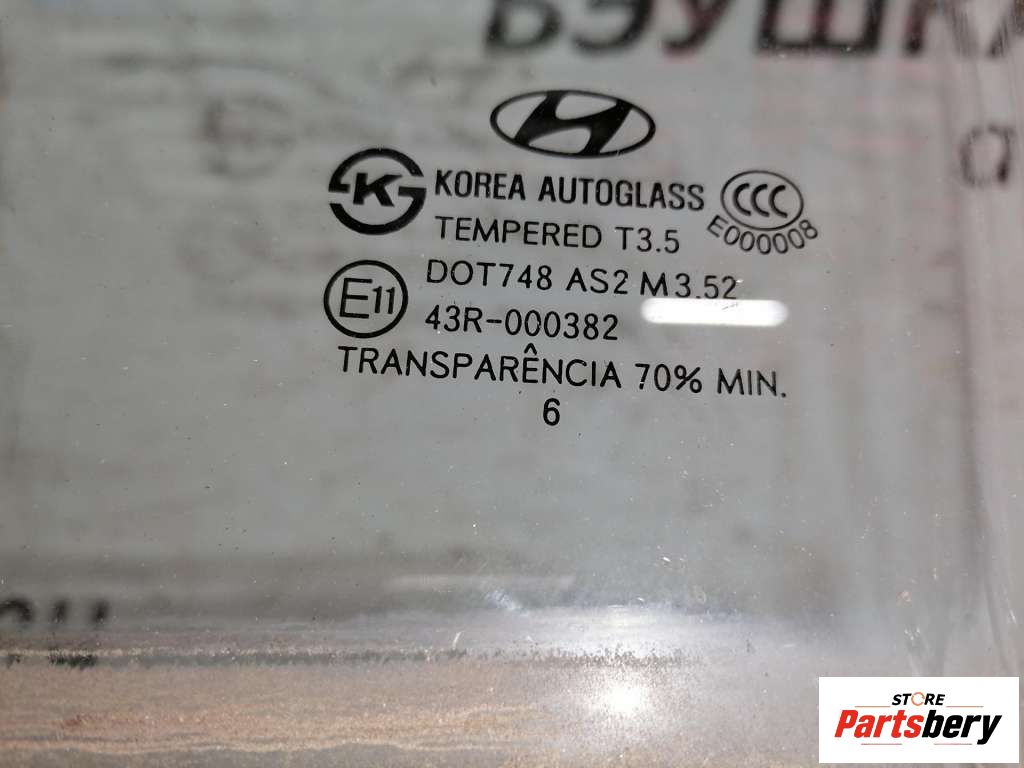 БЭУШКА
KOREA AUTOGLASS CCC
E000008
TEMPERED T3.5
DOT748 AS2 M3.52
E11 43R-000382
TRANSPARÊNCIA 70% MIN.
6
STORE
Partsbery